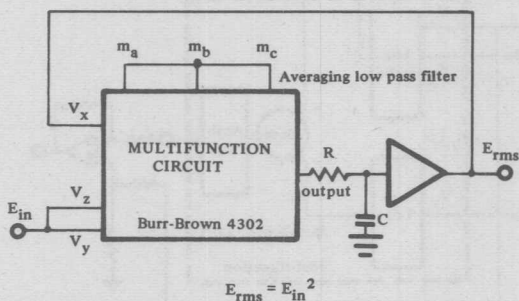 m_a m_b m_c
Averaging low pass filter
V_x
MULTIFUNCTION
CIRCUIT
R
E_rms
output
V_z
E_in
C
Burr-Brown 4302
V_y
E_rms = E_in^2